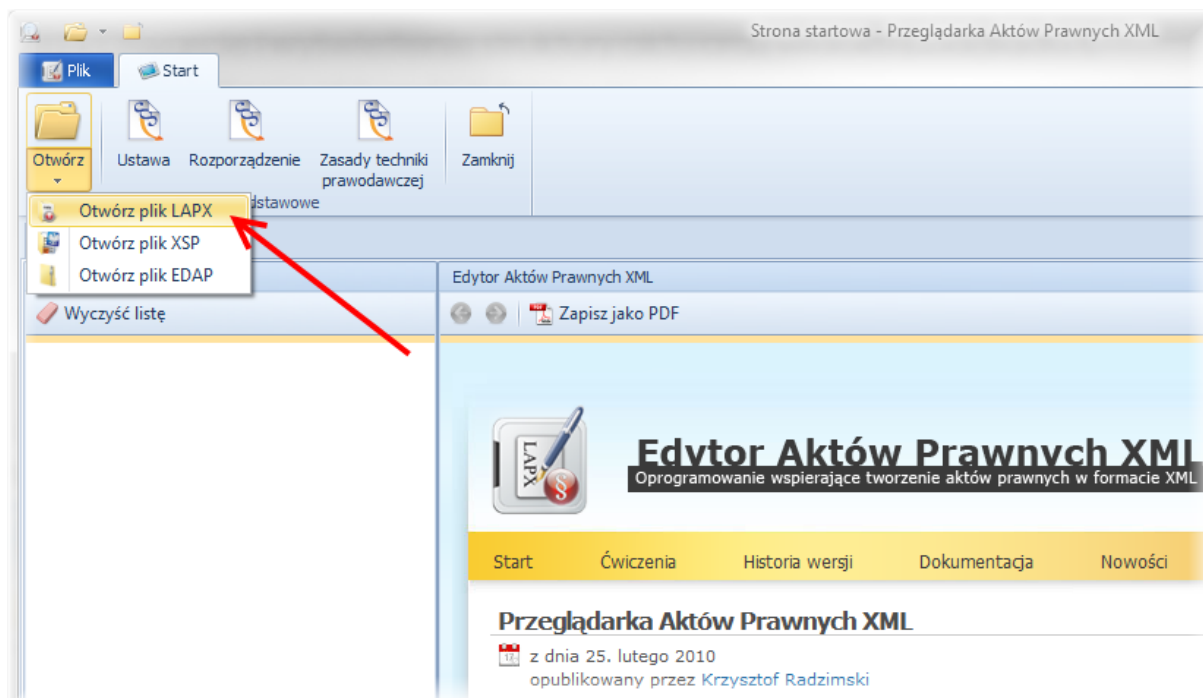 Strona startowa - Przeglądarka Aktów Prawnych XML
Plik
Start
Otwórz
Ustawa
Rozporządzenie
Zasady techniki
prawodawczej
Zamknij
Otwórz plik LAPX
Otwórz plik XSP
Otwórz plik EDAP
Edytor Aktów Prawnych XML
Wyczyść listę
Zapisz jako PDF
LAPX
Edytor Aktów Prawnych XML
Oprogramowanie wspierające tworzenie aktów prawnych w formacie XML
Start
Ćwiczenia
Historia wersji
Dokumentacja
Nowości
Przeglądarka Aktów Prawnych XML
z dnia 25. lutego 2010
opublikowany przez Krzysztof Radzimski